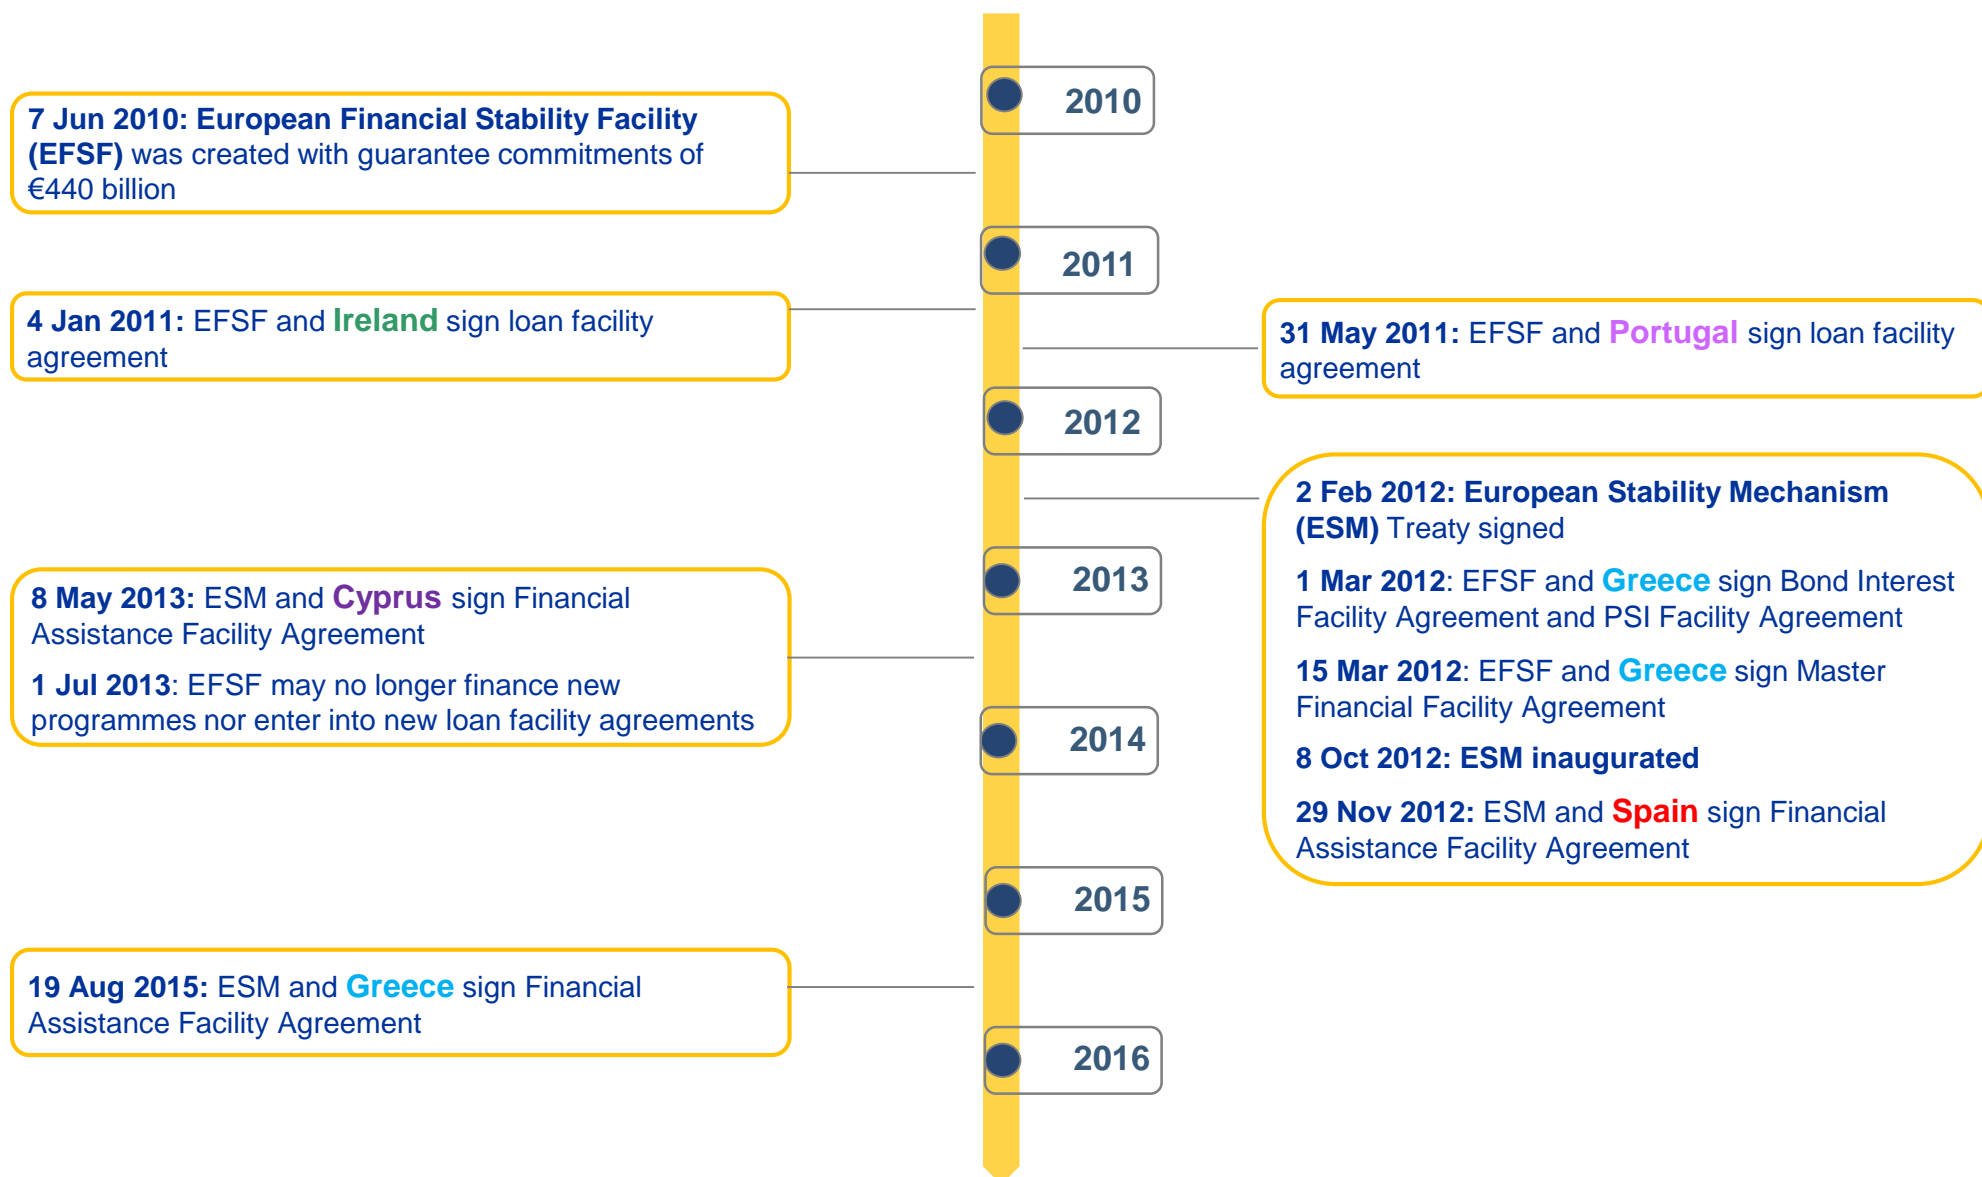 2010
7 Jun 2010: European Financial Stability Facility
(EFSF) was created with guarantee commitments of
€440 billion
2011
4 Jan 2011: EFSF and Ireland sign loan facility
agreement
31 May 2011: EFSF and Portugal sign loan facility
agreement
2012
2 Feb 2012: European Stability Mechanism
(ESM) Treaty signed
1 Mar 2012: EFSF and Greece sign Bond Interest
Facility Agreement and PSI Facility Agreement
15 Mar 2012: EFSF and Greece sign Master
Financial Facility Agreement
8 Oct 2012: ESM inaugurated
29 Nov 2012: ESM and Spain sign Financial
Assistance Facility Agreement
2013
8 May 2013: ESM and Cyprus sign Financial
Assistance Facility Agreement
1 Jul 2013: EFSF may no longer finance new
programmes nor enter into new loan facility agreements
2014
2015
19 Aug 2015: ESM and Greece sign Financial
Assistance Facility Agreement
2016